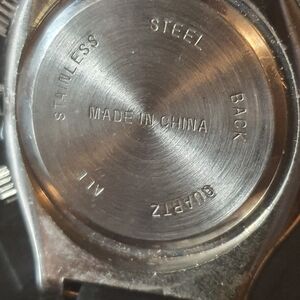 ALL STAINLESS STEEL BACK QUARTZ
MADE IN CHINA